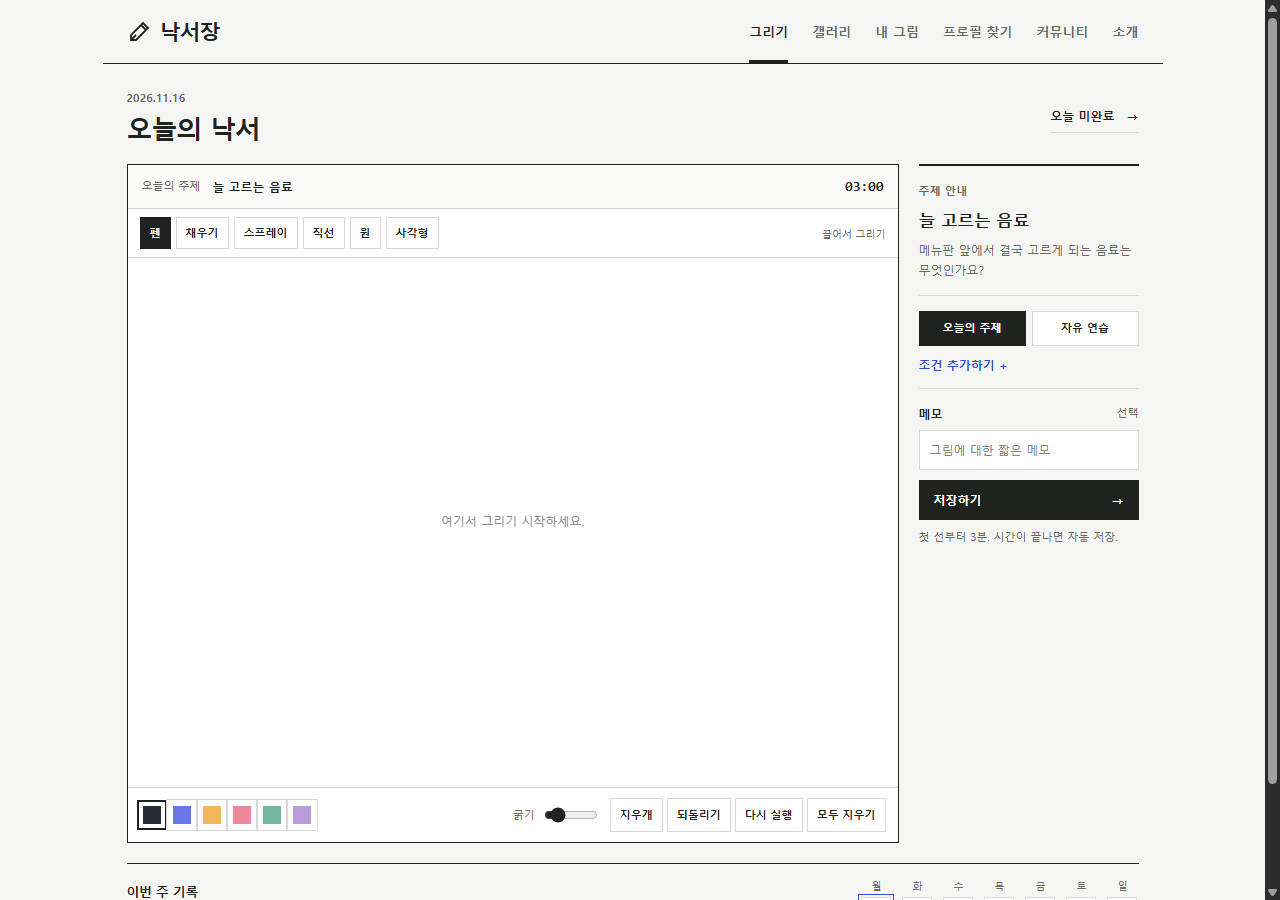 낙서장
그리기 갤러리 내 그림 프로필 찾기 커뮤니티 소개
2026.11.16
오늘의 낙서
오늘 미완료 →
오늘의 주제 늘 고르는 음료 03:00
펜 채우기 스프레이 직선 원 사각형 끌어서 그리기
여기서 그리기 시작하세요.
굵기 지우개 되돌리기 다시 실행 모두 지우기
주제 안내
늘 고르는 음료
메뉴판 앞에서 결국 고르게 되는 음료는
무엇인가요?
오늘의 주제 자유 연습
조건 추가하기 +
메모 선택
그림에 대한 짧은 메모
저장하기 →
첫 선부터 3분. 시간이 끝나면 자동 저장.
이번 주 기록 월 화 수 목 금 토 일